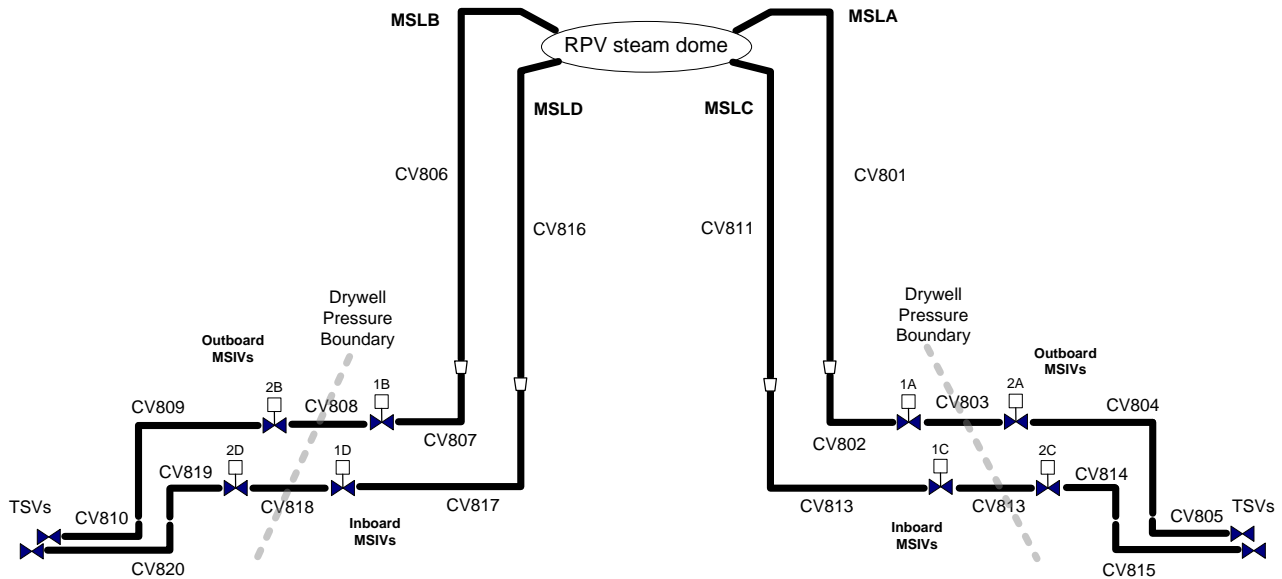 MSLB
MSLA
RPV steam dome
MSLD
MSLC
CV806
CV801
CV816
CV811
Drywell
Pressure
Boundary
Drywell
Pressure
Boundary
Outboard
MSIVs
Outboard
MSIVs
2B
1B
1A
2A
CV809
CV808
CV803
CV804
CV807
CV802
2D
1D
1C
2C
CV819
CV814
CV818
CV817
CV813
CV813
TSVs
TSVs
CV810
CV805
Inboard
MSIVs
Inboard
MSIVs
CV820
CV815